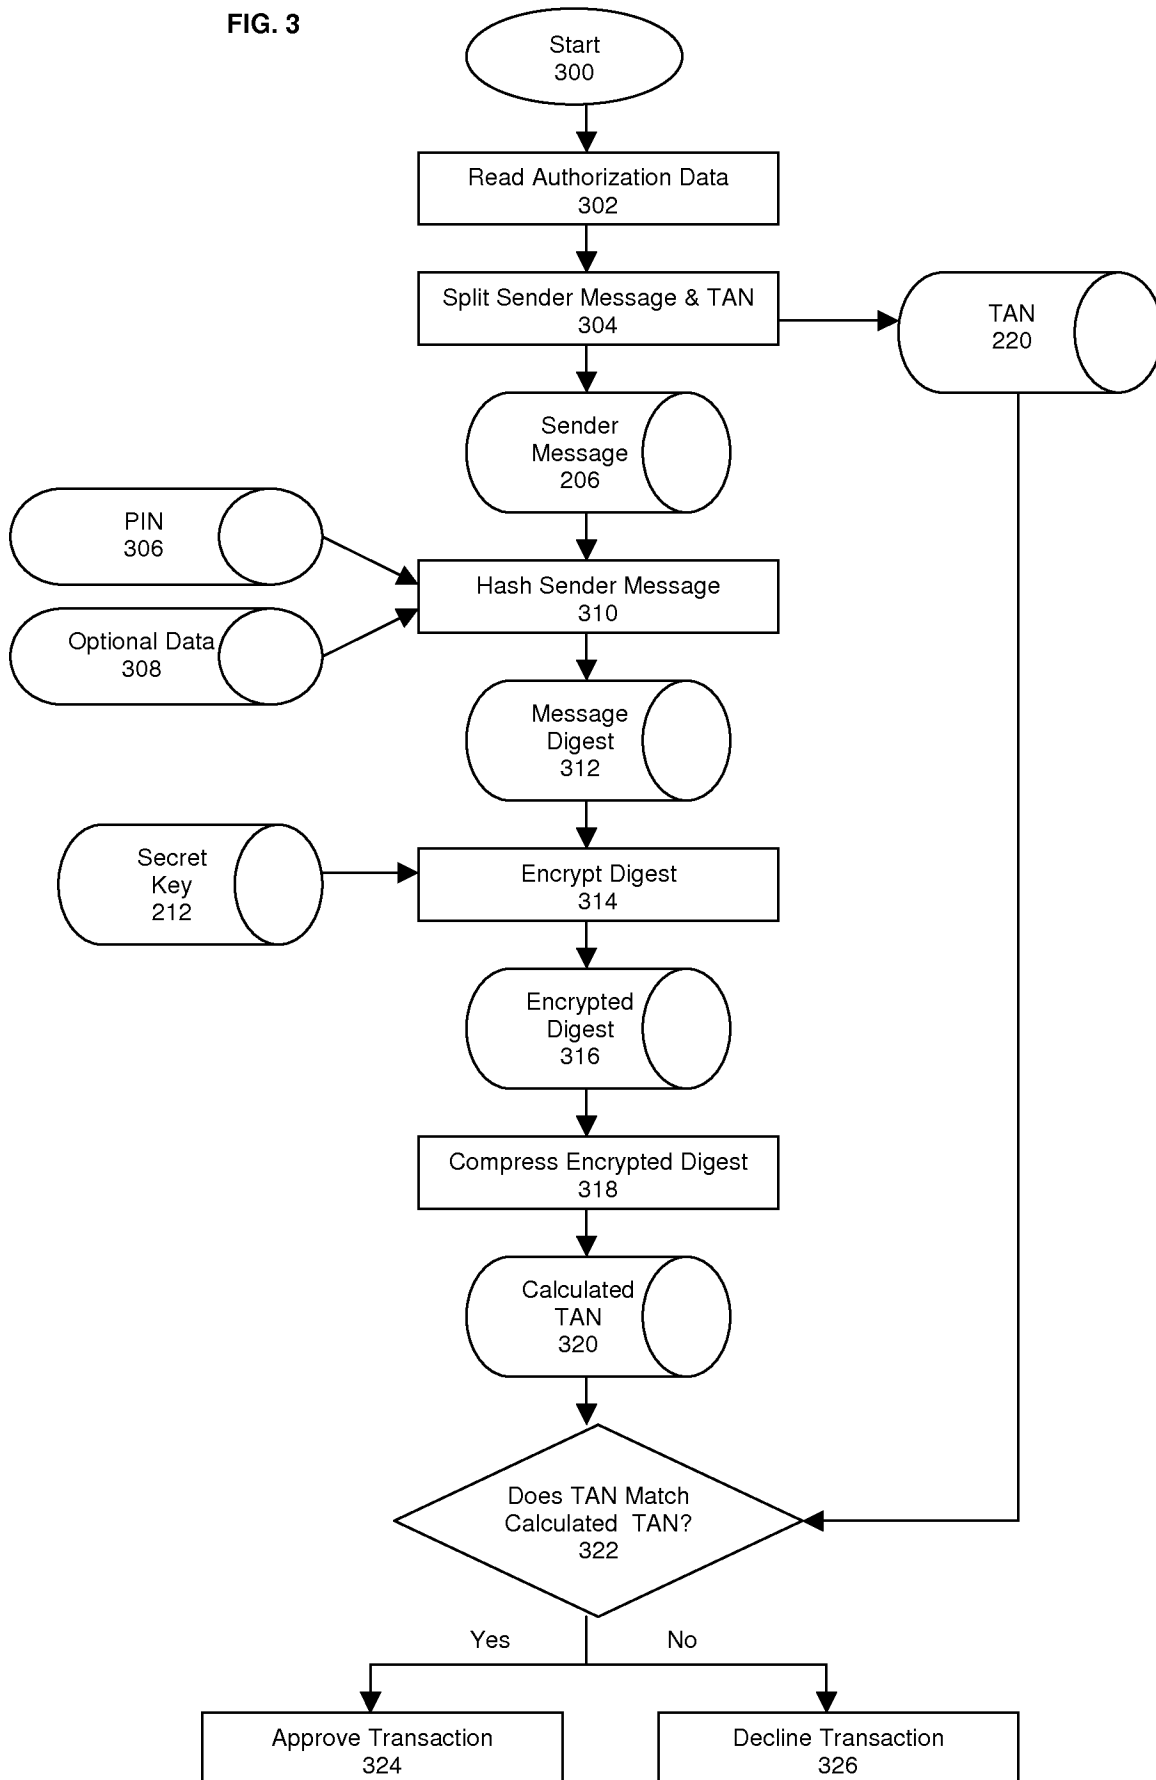 FIG. 3
Start
300
Read Authorization Data
302
Split Sender Message & TAN
304
TAN
220
Sender
Message
206
PIN
306
Hash Sender Message
310
Optional Data
308
Message
Digest
312
Secret
Key
212
Encrypt Digest
314
Encrypted
Digest
316
Compress Encrypted Digest
318
Calculated
TAN
320
Does TAN Match
Calculated TAN?
322
Yes
No
Approve Transaction
324
Decline Transaction
326